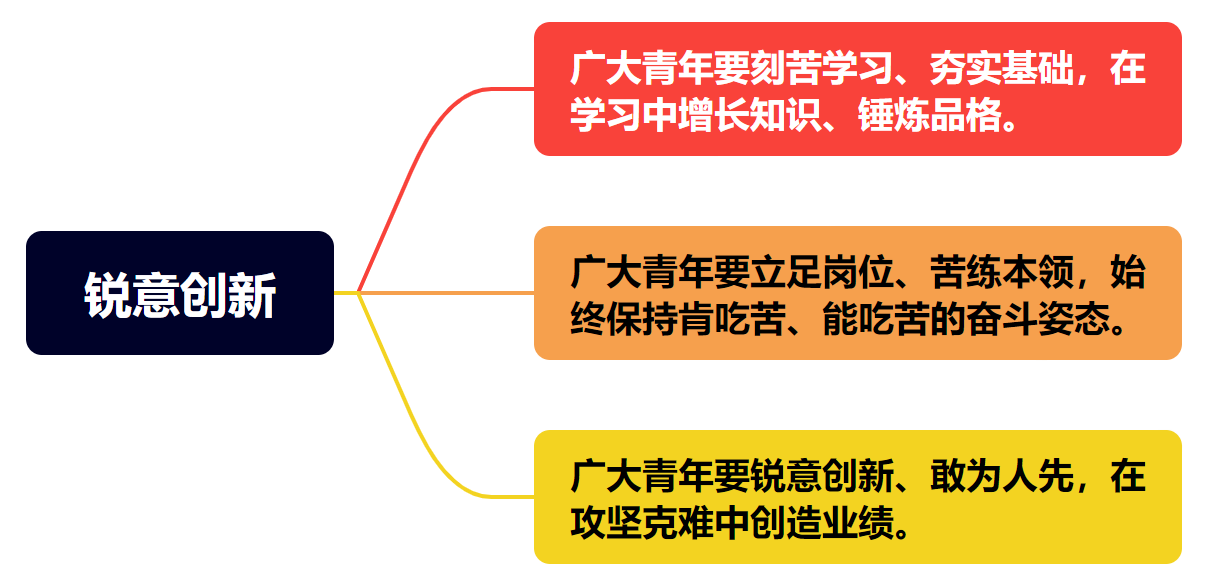 锐意创新
广大青年要刻苦学习、夯实基础，在
学习中增长知识、锤炼品格。
广大青年要立足岗位、苦练本领，始
终保持肯吃苦、能吃苦的奋斗姿态。
广大青年要锐意创新、敢为人先，在
攻坚克难中创造业绩。